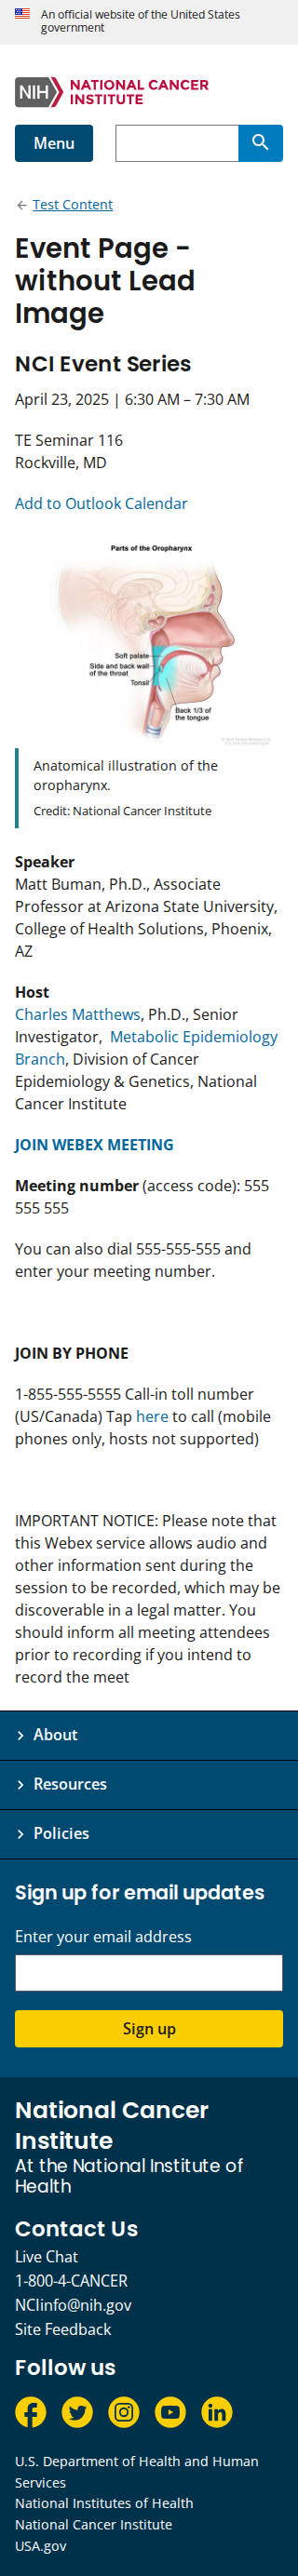 An official website of the United States
government
NIH
NATIONAL CANCER
INSTITUTE
Menu
Test Content
Event Page -
without Lead
Image
NCI Event Series
April 23, 2025 | 6:30 AM – 7:30 AM
TE Seminar 116
Rockville, MD
Add to Outlook Calendar
Parts of the Oropharynx
Soft palate
Side and back wall
of the throat
Tonsil
Back 1/3 of
the tongue
Anatomical illustration of the
oropharynx.
Credit: National Cancer Institute
Speaker
Matt Buman, Ph.D., Associate
Professor at Arizona State University,
College of Health Solutions, Phoenix,
AZ
Host
Charles Matthews, Ph.D., Senior
Investigator,  Metabolic Epidemiology
Branch, Division of Cancer
Epidemiology & Genetics, National
Cancer Institute
JOIN WEBEX MEETING
Meeting number (access code): 555
555 555
You can also dial 555-555-555 and
enter your meeting number.
JOIN BY PHONE
1-855-555-5555 Call-in toll number
(US/Canada) Tap here to call (mobile
phones only, hosts not supported)
IMPORTANT NOTICE: Please note that
this Webex service allows audio and
other information sent during the
session to be recorded, which may be
discoverable in a legal matter. You
should inform all meeting attendees
prior to recording if you intend to
record the meet
About
Resources
Policies
Sign up for email updates
Enter your email address
Sign up
National Cancer
Institute
At the National Institute of
Health
Contact Us
Live Chat
1-800-4-CANCER
NCIinfo@nih.gov
Site Feedback
Follow us
U.S. Department of Health and Human
Services
National Institutes of Health
National Cancer Institute
USA.gov